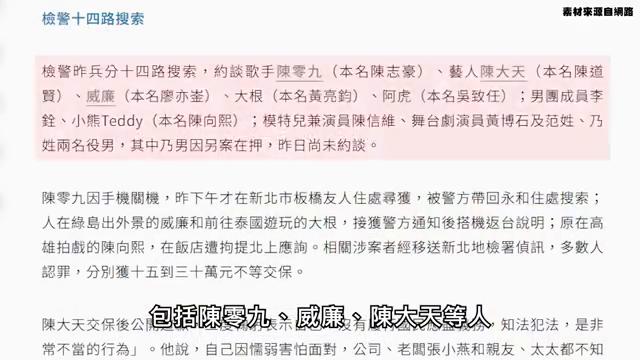 素材來源自網路
檢警十四路搜索
檢警昨兵分十四路搜索，約談歌手陳零九（本名陳志豪）、藝人陳大天（本名陳道
賢）、威廉（本名廖亦崟）、大根（本名黃亮鈞）、阿虎（本名吳致任）；男團成員李
銓、小熊Teddy（本名陳向熙）；模特兒兼演員陳信維、舞台劇演員黃博石及范姓、乃
姓兩名役男，其中乃男因另案在押，昨日尚未約談。
陳零九因手機關機，昨下午才在新北市板橋友人住處尋獲，被警方帶回永和住處搜索；
人在綠島出外景的威廉和前往泰國遊玩的大根，接獲警方通知後搭機返台說明；原在高
雄拍戲的陳向熙，在飯店遭拘提北上應詢。相關涉案者經移送新北地檢署偵訊，多數人
認罪，分別獲十五到三十萬元不等交保。
陳大天交保後公開道歉，義務，知法犯法，是非
包括陳零九、威廉、陳大天等人
常不當的行為」。他說，自己因懦弱害怕面對，公司、老闆張小燕和親友、太太都不知